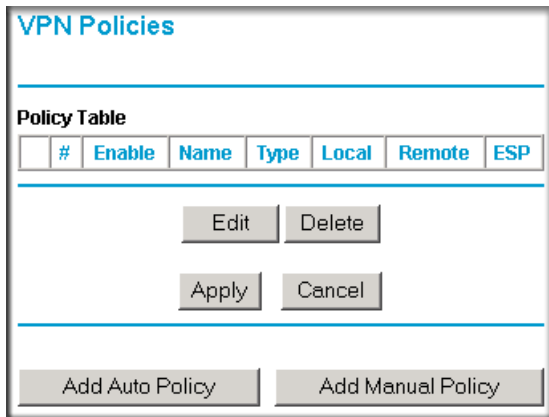 VPN Policies
Policy Table
# Enable Name Type Local Remote ESP
Edit Delete
Apply Cancel
Add Auto Policy Add Manual Policy